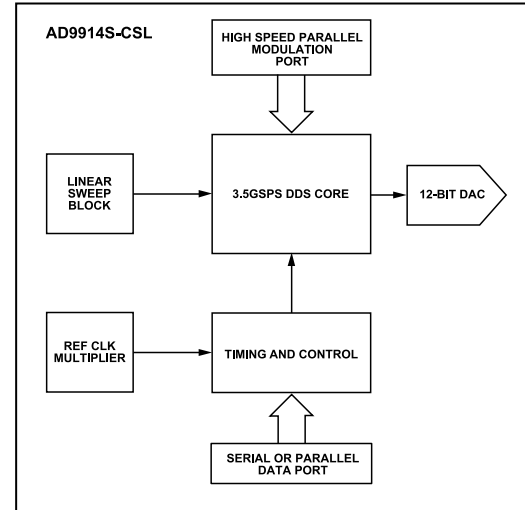 AD9914S-CSL
HIGH SPEED PARALLEL
MODULATION
PORT
LINEAR
SWEEP
BLOCK
3.5GSPS DDS CORE
12-BIT DAC
REF CLK
MULTIPLIER
TIMING AND CONTROL
SERIAL OR PARALLEL
DATA PORT